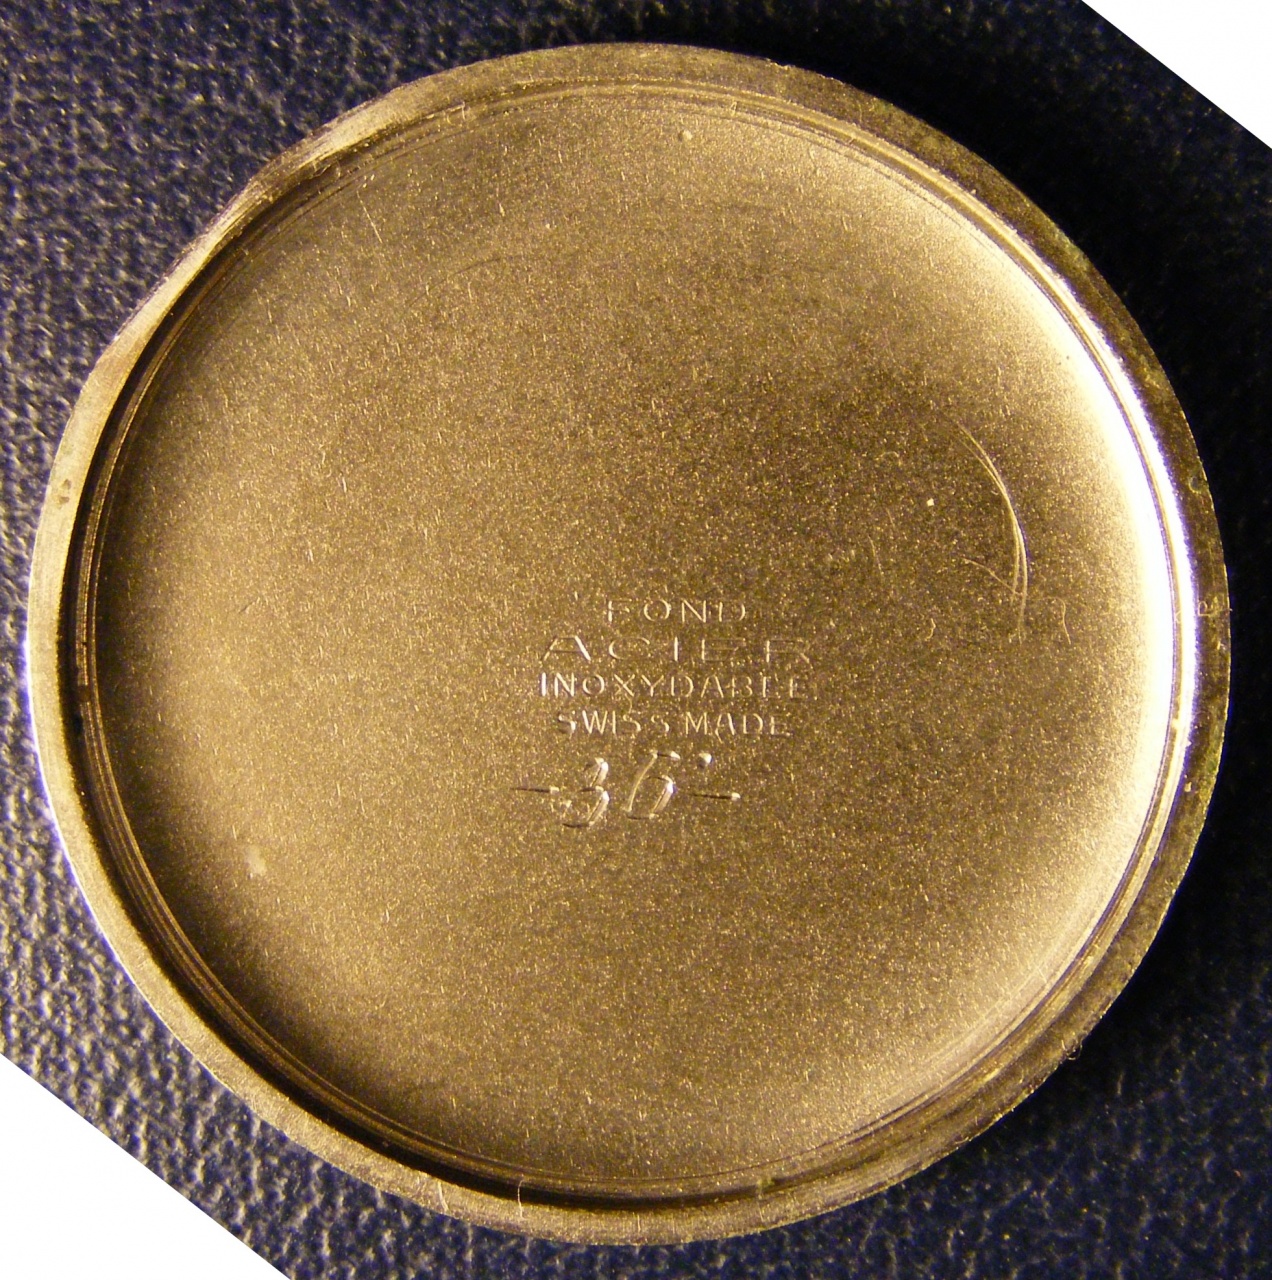 FOND
ACIER
INOXYDABLE
SWISS MADE
-36-